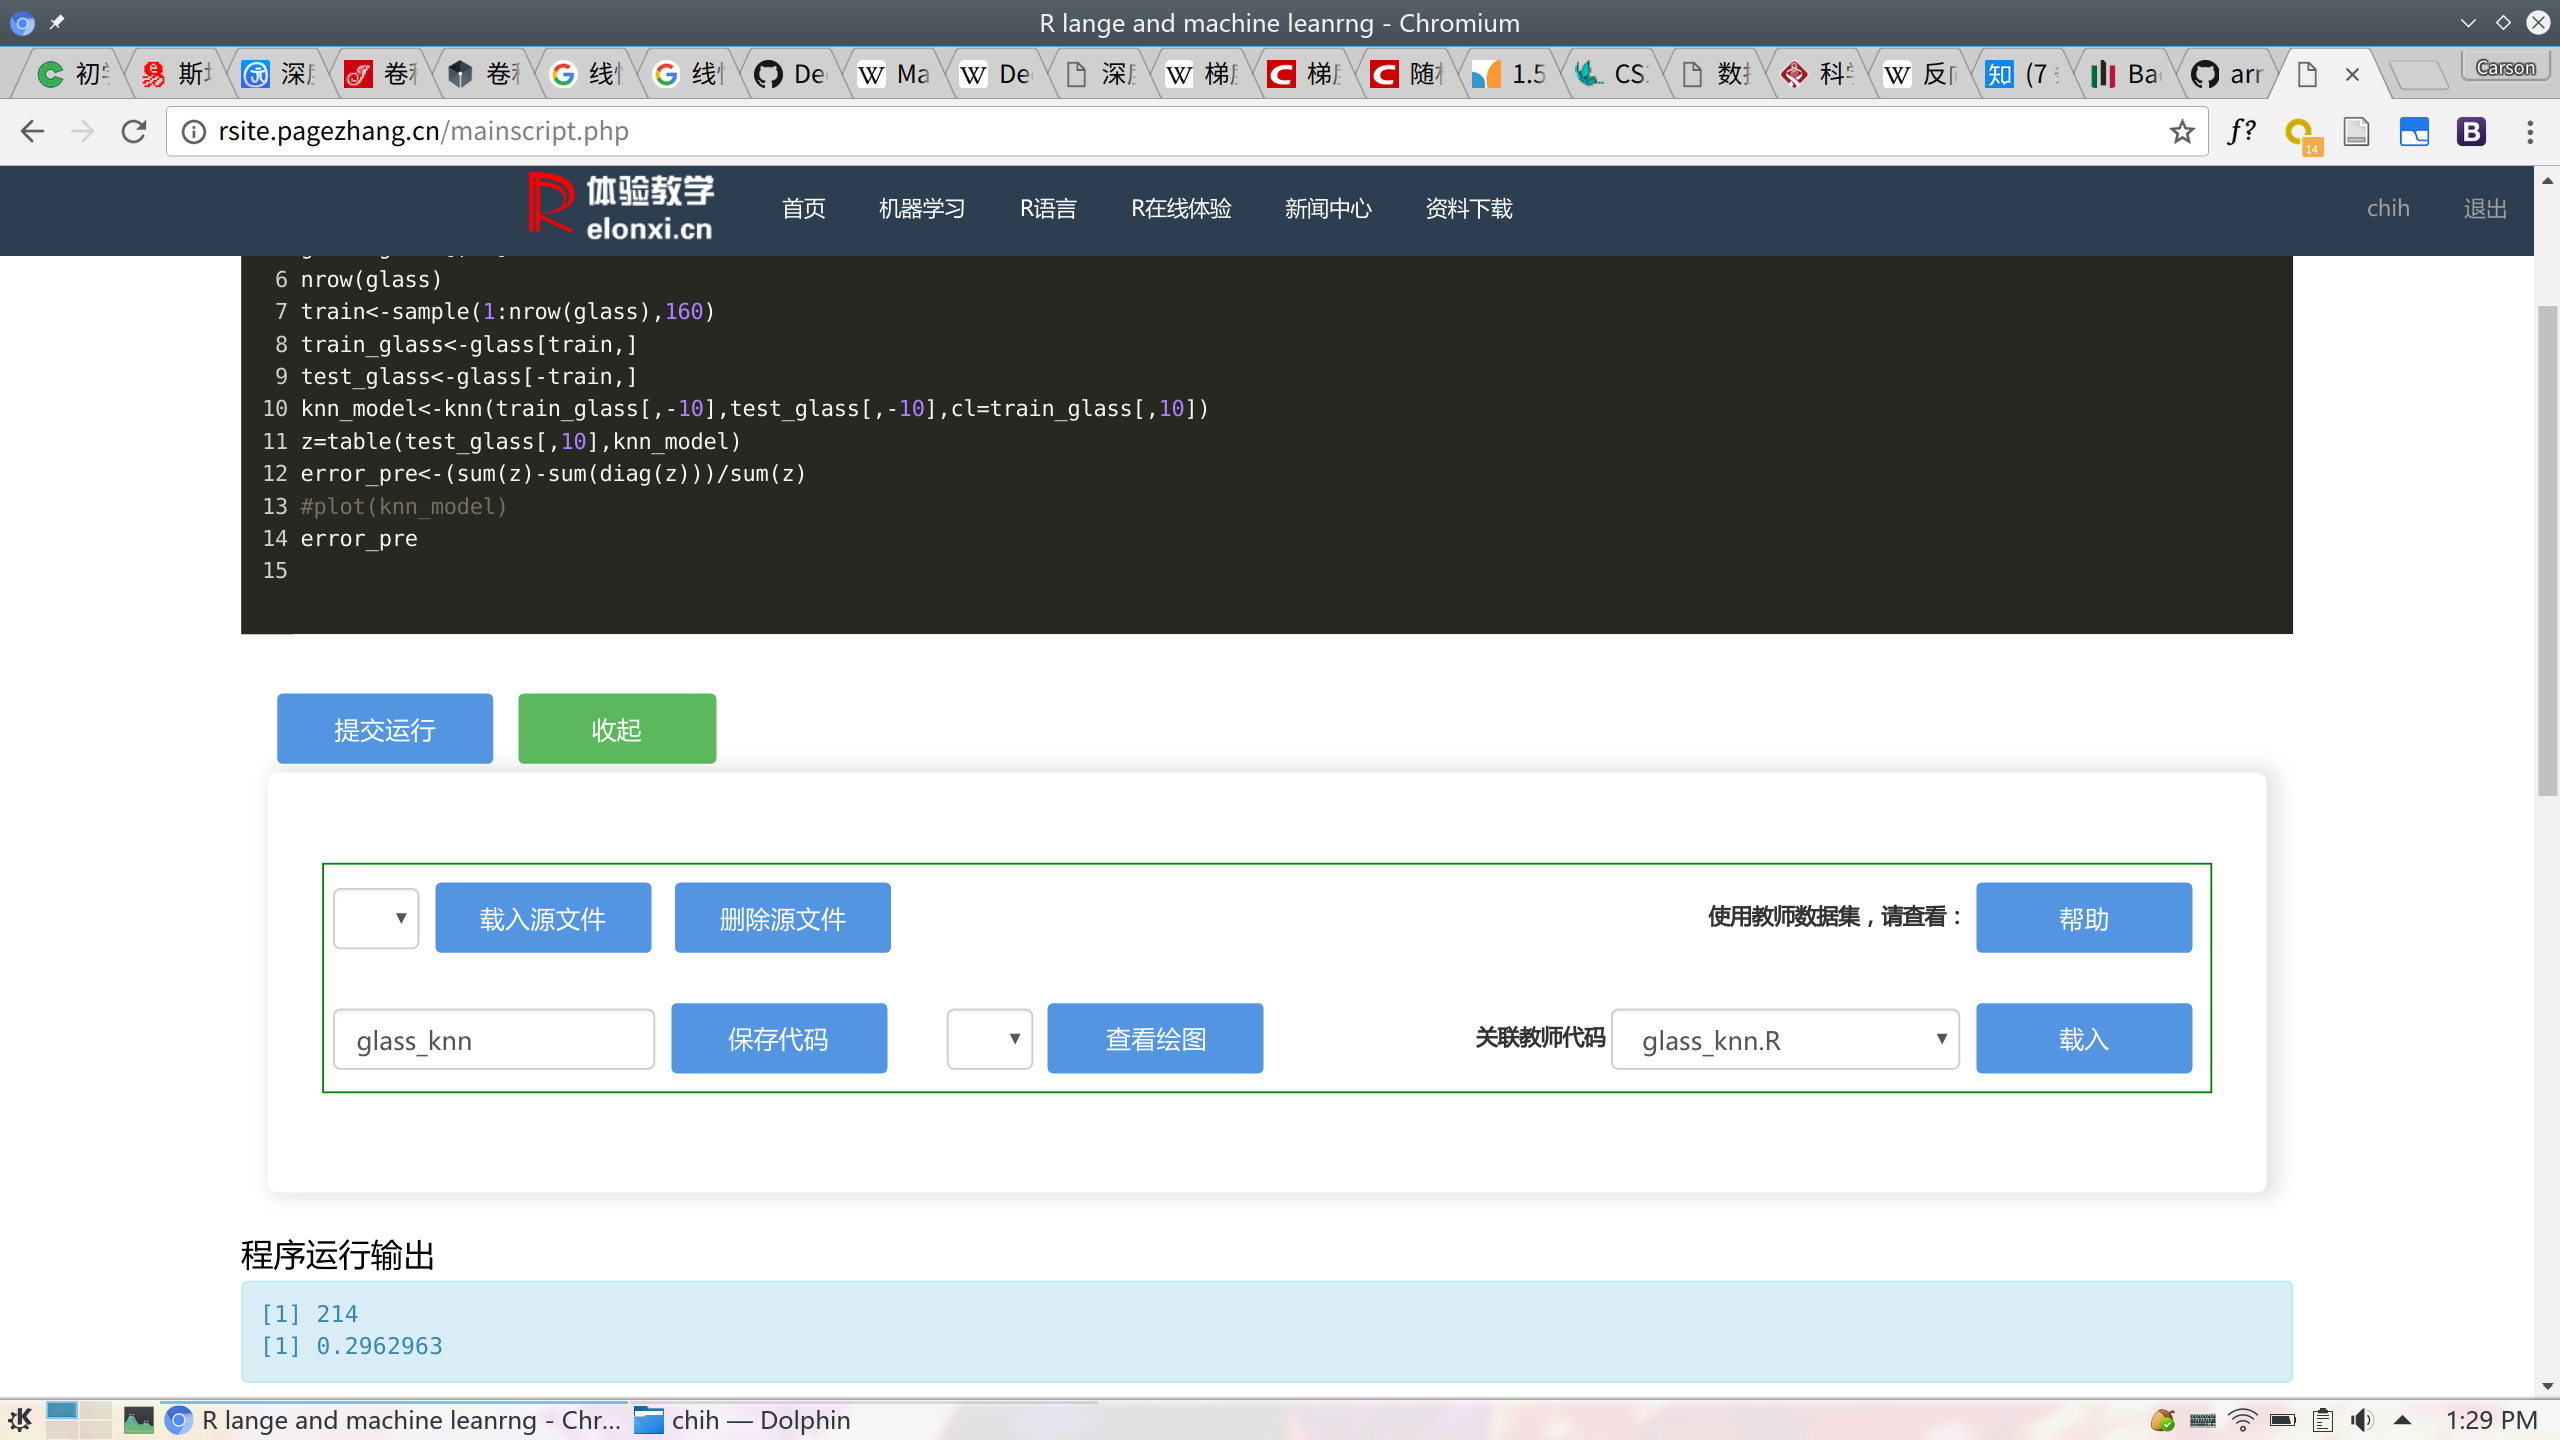 R lange and machine leanrng - Chromium
初 斯 深 卷 卷 线 线 De Ma De 深 梯 梯 随 1.5 CS 数 科 反 (7 Ba arr Carson
rsite.pagezhang.cn/mainscript.php
14
体验教学
elonxi.cn
首页 机器学习 R语言 R在线体验 新闻中心 资料下载 chih 退出
6 nrow(glass)
7 train<-sample(1:nrow(glass),160)
8 train_glass<-glass[train,]
9 test_glass<-glass[-train,]
10 knn_model<-knn(train_glass[,-10],test_glass[,-10],cl=train_glass[,10])
11 z=table(test_glass[,10],knn_model)
12 error_pre<-(sum(z)-sum(diag(z)))/sum(z)
13 #plot(knn_model)
14 error_pre
15
提交运行 收起
载入源文件 删除源文件 使用教师数据集，请查看： 帮助
glass_knn 保存代码 查看绘图 关联教师代码 glass_knn.R 载入
程序运行输出
[1] 214
[1] 0.2962963
R lange and machine leanrng - Chr... chih — Dolphin 1:29 PM